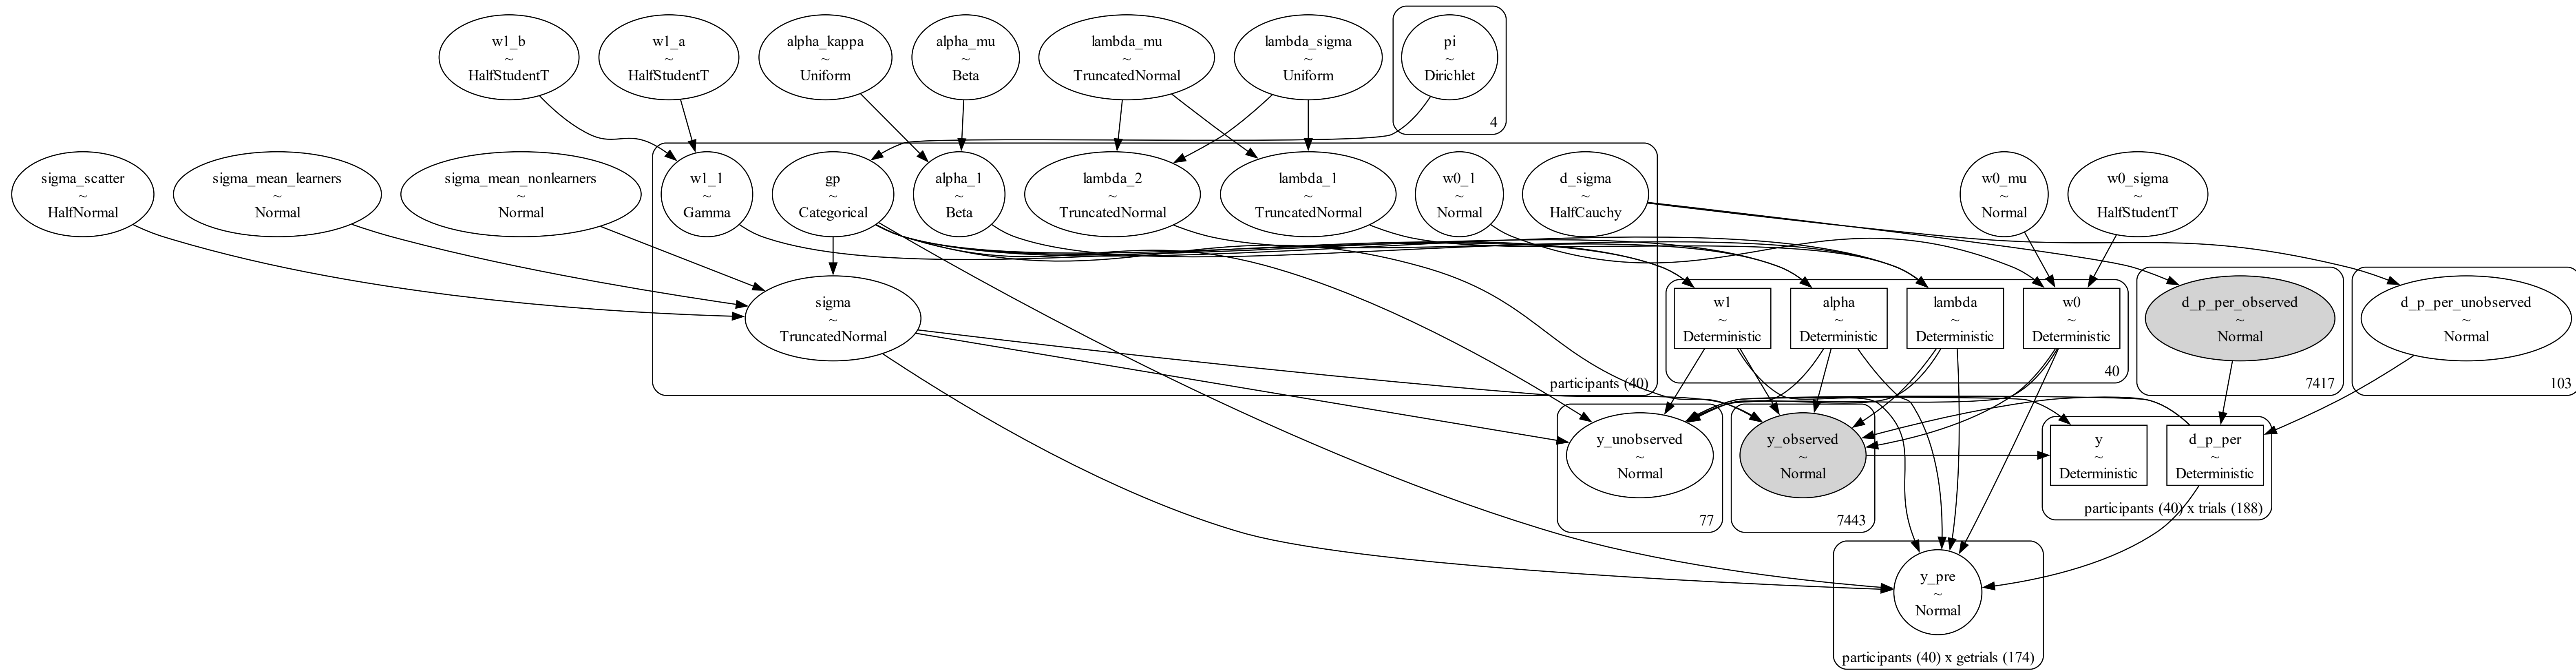 w1_b
~
HalfStudentT
w1_a
~
HalfStudentT
alpha_kappa
~
Uniform
alpha_mu
~
Beta
lambda_mu
~
TruncatedNormal
lambda_sigma
~
Uniform
pi
~
Dirichlet
4
sigma_scatter
~
HalfNormal
sigma_mean_learners
~
Normal
sigma_mean_nonlearners
~
Normal
w1_1
~
Gamma
gp
~
Categorical
alpha_1
~
Beta
lambda_2
~
TruncatedNormal
lambda_1
~
TruncatedNormal
w0_1
~
Normal
d_sigma
~
HalfCauchy
w0_mu
~
Normal
w0_sigma
~
HalfStudentT
sigma
~
TruncatedNormal
participants (40)
w1
~
Deterministic
alpha
~
Deterministic
lambda
~
Deterministic
w0
~
Deterministic
40
d_p_per_observed
~
Normal
7417
d_p_per_unobserved
~
Normal
103
y_unobserved
~
Normal
77
y_observed
~
Normal
7443
y
~
Deterministic
d_p_per
~
Deterministic
participants (40) x trials (188)
y_pre
~
Normal
participants (40) x getrials (174)